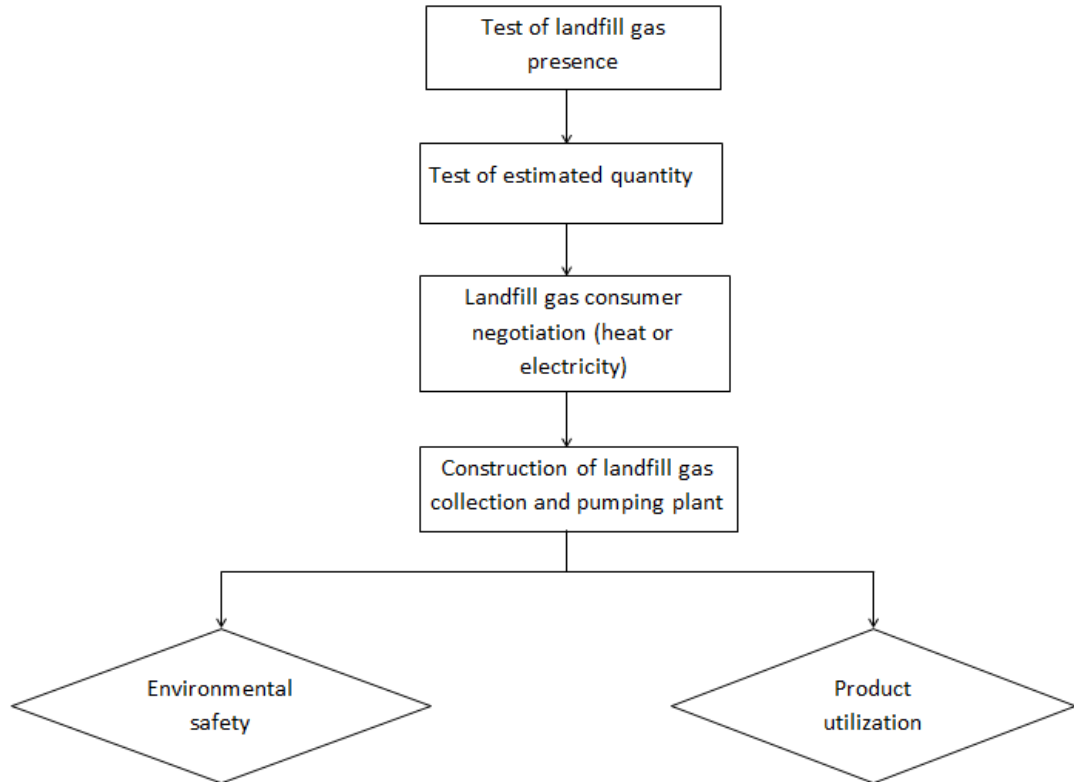 Test of landfill gas
presence
Test of estimated quantity
Landfill gas consumer
negotiation (heat or
electricity)
Construction of landfill gas
collection and pumping plant
Environmental
safety
Product
utilization